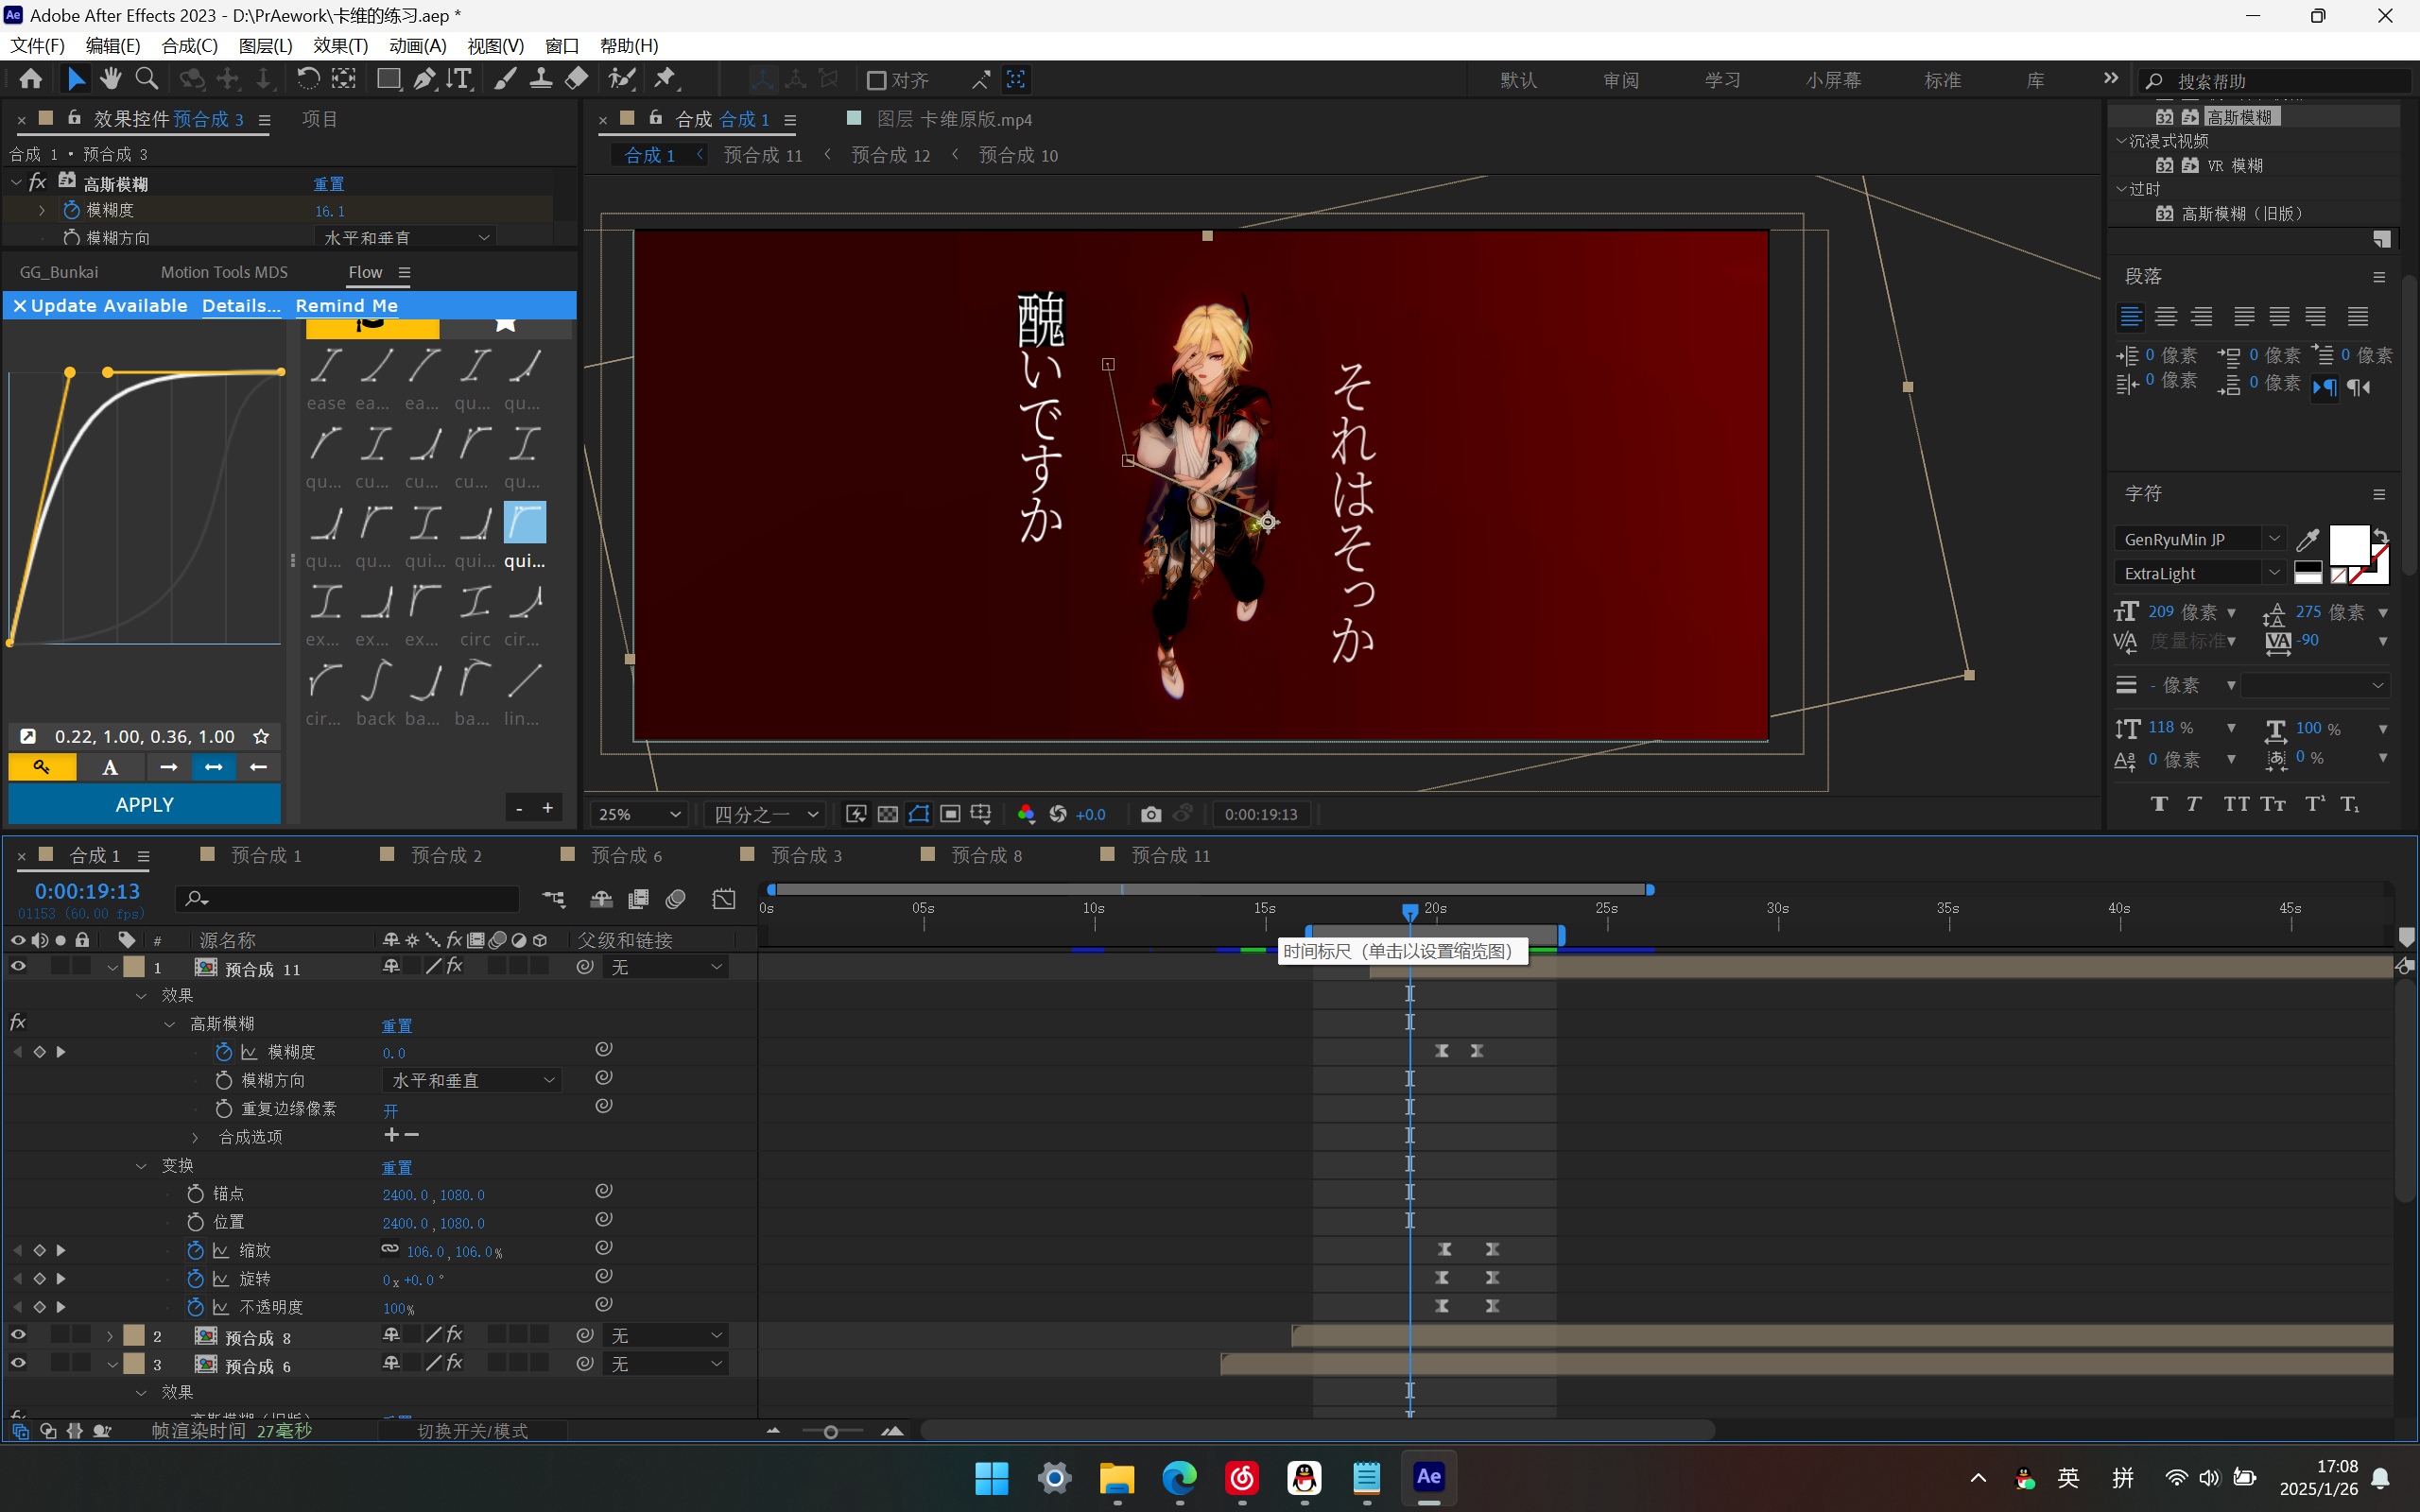 Adobe After Effects 2023 - D:\PrAework\卡维的练习.aep *
文件(F) 编辑(E) 合成(C) 图层(L) 效果(T) 动画(A) 视图(V) 窗口 帮助(H)
对齐 默认 审阅 学习 小屏幕 标准 库 搜索帮助
效果控件 预合成 3 项目
合成 1 • 预合成 3
fx 高斯模糊 重置
模糊度 16.1
模糊方向 水平和垂直
GG_Bunkai Motion Tools MDS Flow
Update Available Details... Remind Me
ease ea... ea... qu... qu...
qu... cu... cu... cu... qu...
qu... qu... qui... qui... qui...
ex... ex... ex... circ cir...
cir... back ba... ba... lin...
0.22, 1.00, 0.36, 1.00
A
APPLY
- +
合成 合成 1 图层 卡维原版.mp4
合成 1 预合成 11 预合成 12 预合成 10
それはそっか
醜いですか
25% 四分之一 +0.0 0:00:19:13
高斯模糊
沉浸式视频
VR 模糊
过时
高斯模糊（旧版）
段落
0 像素 0 像素 0 像素
0 像素 0 像素
字符
GenRyuMin JP
ExtraLight
209 像素 275 像素
度量标准 -90
- 像素
118 % 100 %
0 像素 0 %
合成 1 预合成 1 预合成 2 预合成 6 预合成 3 预合成 8 预合成 11
0:00:19:13
01153 (60.00 fps)
0s 05s 10s 15s 20s 25s 30s 35s 40s 45s
# 源名称 父级和链接
时间标尺（单击以设置缩览图）
1 预合成 11 无
效果
fx 高斯模糊 重置
模糊度 0.0
模糊方向 水平和垂直
重复边缘像素 开
合成选项 +−
变换 重置
锚点 2400.0,1080.0
位置 2400.0,1080.0
缩放 106.0,106.0%
旋转 0x+0.0°
不透明度 100%
2 预合成 8 无
3 预合成 6 无
效果
帧渲染时间 27毫秒 切换开关/模式
Ae
英 拼
17:08
2025/1/26